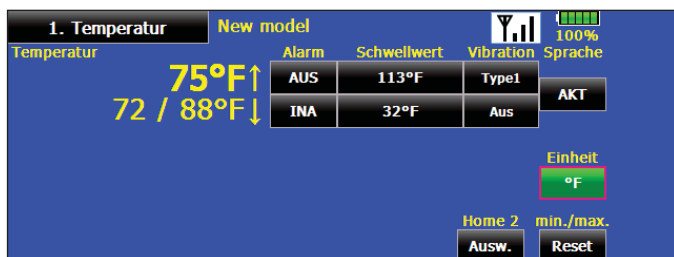 1. Temperatur New model 100%
Temperatur Alarm Schwellwert Vibration Sprache
75°F↑ AUS 113°F Type1 AKT
72 / 88°F↓ INA 32°F Aus
Einheit
°F
Home 2 min./max.
Ausw. Reset